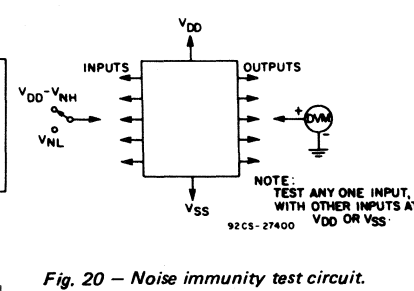 VDD
INPUTS OUTPUTS
VDD-VNH
VNL
+
DVM
-
NOTE:
TEST ANY ONE INPUT,
WITH OTHER INPUTS A
VSS
VDD OR VSS.
92CS-27400
Fig. 20 — Noise immunity test circuit.